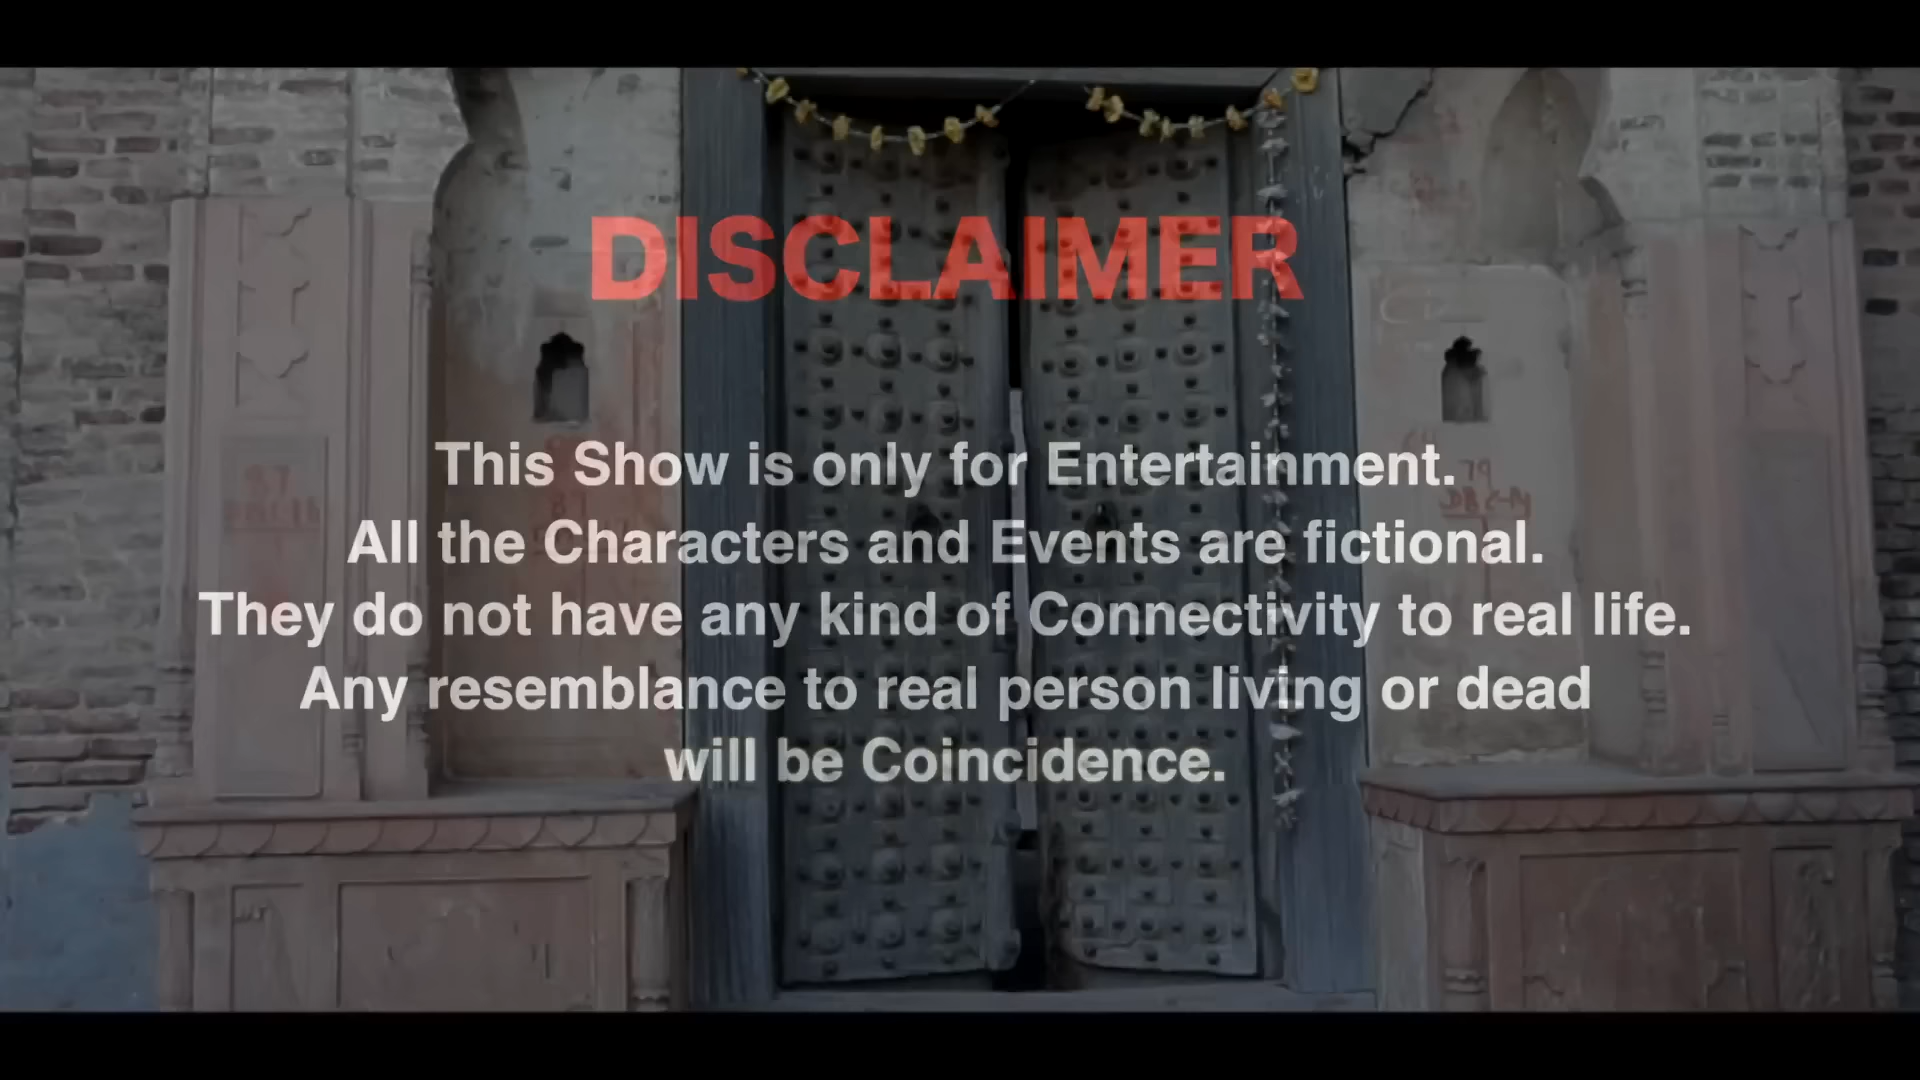 DISCLAIMER
This Show is only for Entertainment.
All the Characters and Events are fictional.
They do not have any kind of Connectivity to real life.
Any resemblance to real person living or dead
will be Coincidence.
79